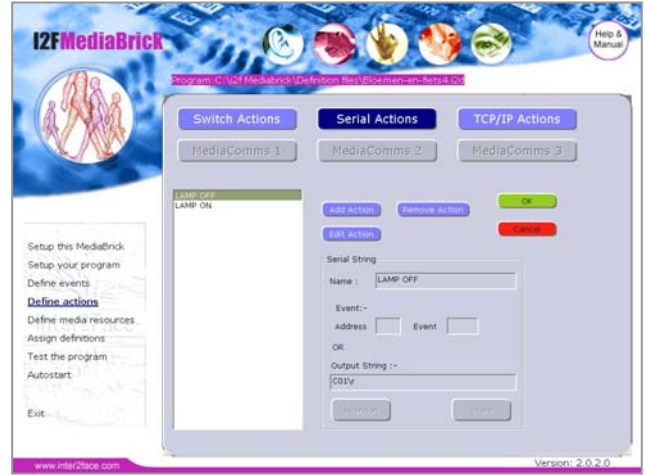 I2FMediaBrick
Help &
Manual
Program: C:\I2f Mediabrick\Definition files\Bloemen-en-fiets4.i2d
Switch Actions
Serial Actions
TCP/IP Actions
MediaComms 1
MediaComms 2
MediaComms 3
LAMP OFF
LAMP ON
Add Action
Remove Action
OK
Edit Action
Cancel
Serial String
Name :
LAMP OFF
Event:-
Address
Event
OR
Output String :-
C01\r
Setup this MediaBrick
Setup your program
Define events
Define actions
Define media resources
Assign definitions
Test the program
Autostart
Exit
www.inter2face.com
Version: 2.0.2.0